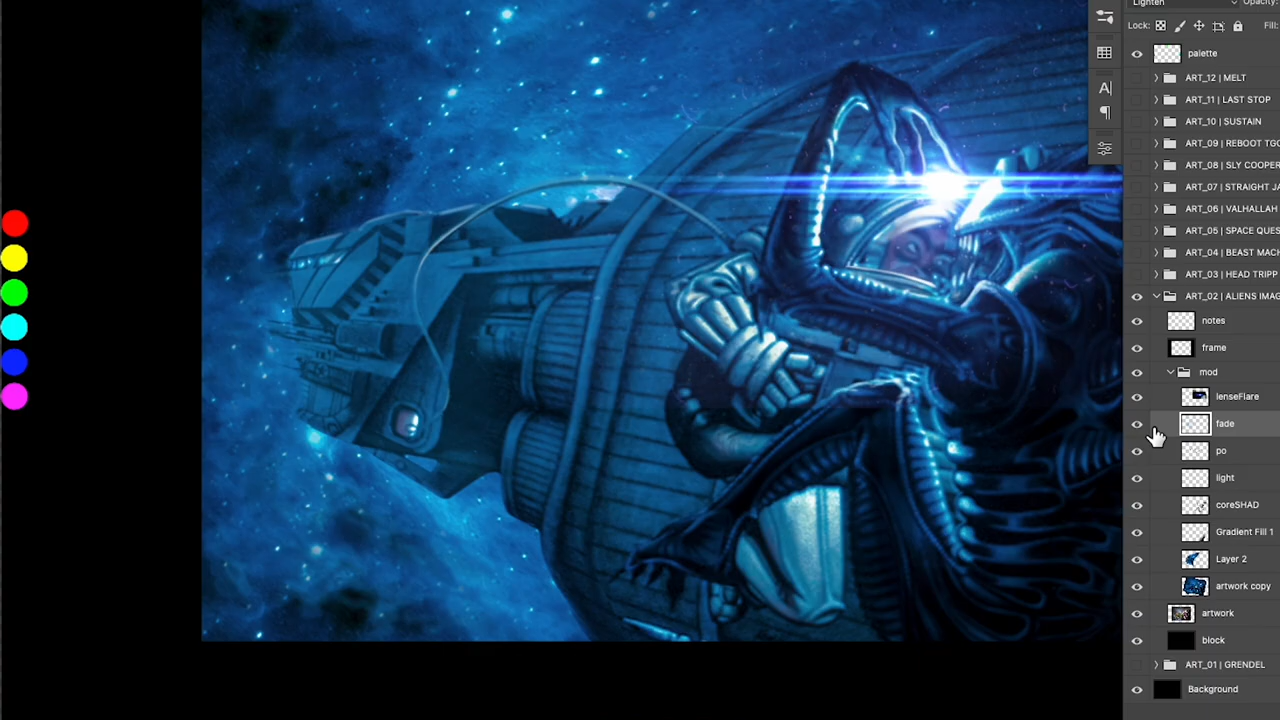 Lighten
Opacity:
Lock:
Fill:
palette
ART_12 | MELT
ART_11 | LAST STOP
ART_10 | SUSTAIN
ART_09 | REBOOT TGO
ART_08 | SLY COOPER
ART_07 | STRAIGHT JA
ART_06 | VALHALLAH
ART_05 | SPACE QUES
ART_04 | BEAST MACH
ART_03 | HEAD TRIPP
ART_02 | ALIENS IMAG
notes
frame
mod
lenseFlare
fade
po
light
coreSHAD
Gradient Fill 1
Layer 2
artwork copy
artwork
block
ART_01 | GRENDEL
Background